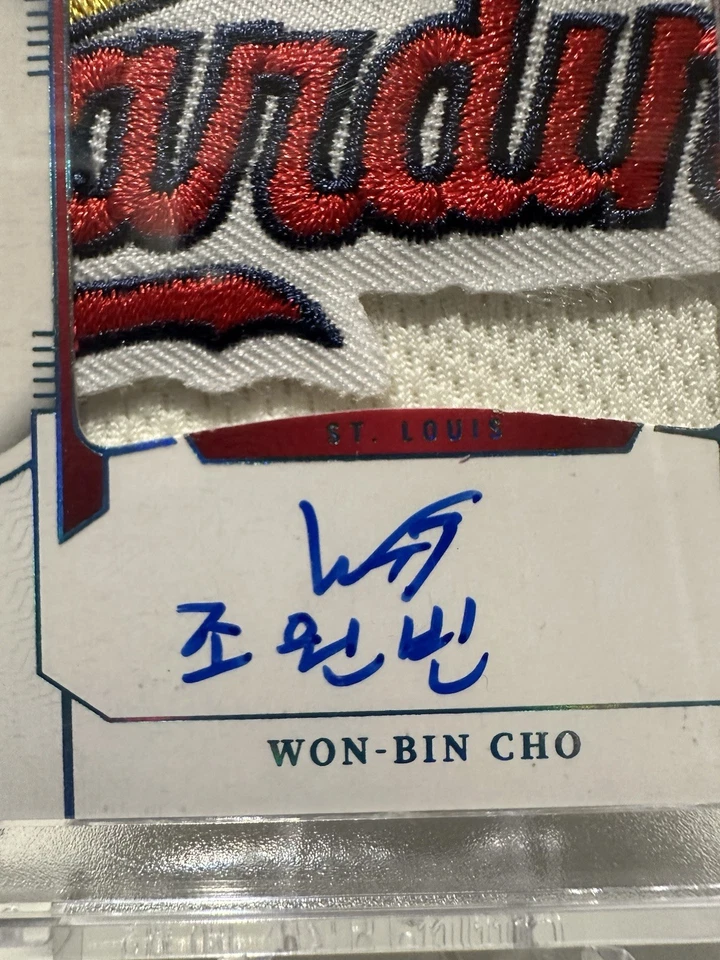 ardin
ST. LOUIS
조원빈
WON-BIN CHO